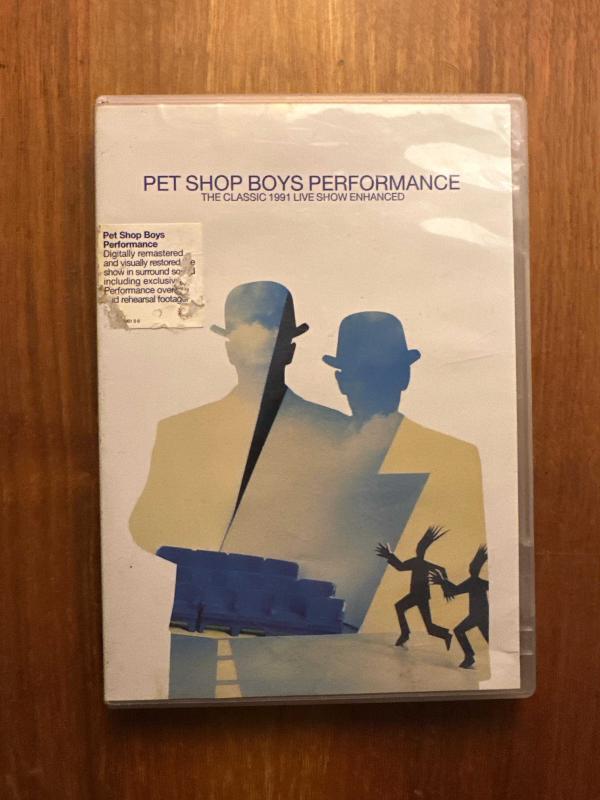 PET SHOP BOYS PERFORMANCE
THE CLASSIC 1991 LIVE SHOW ENHANCED
Pet Shop Boys
Performance
Digitally remastered
and visually restored
show in surround
including exclusive
Performance
rehearsal footage